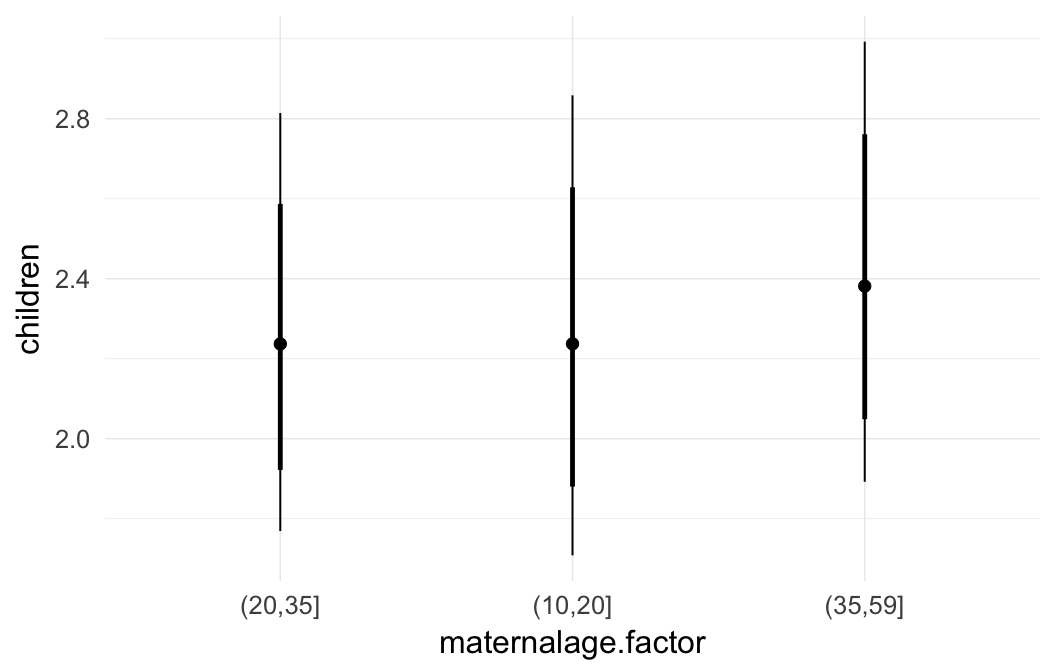 2.8
2.4
2.0
children
(20,35] (10,20] (35,59]
maternalage.factor